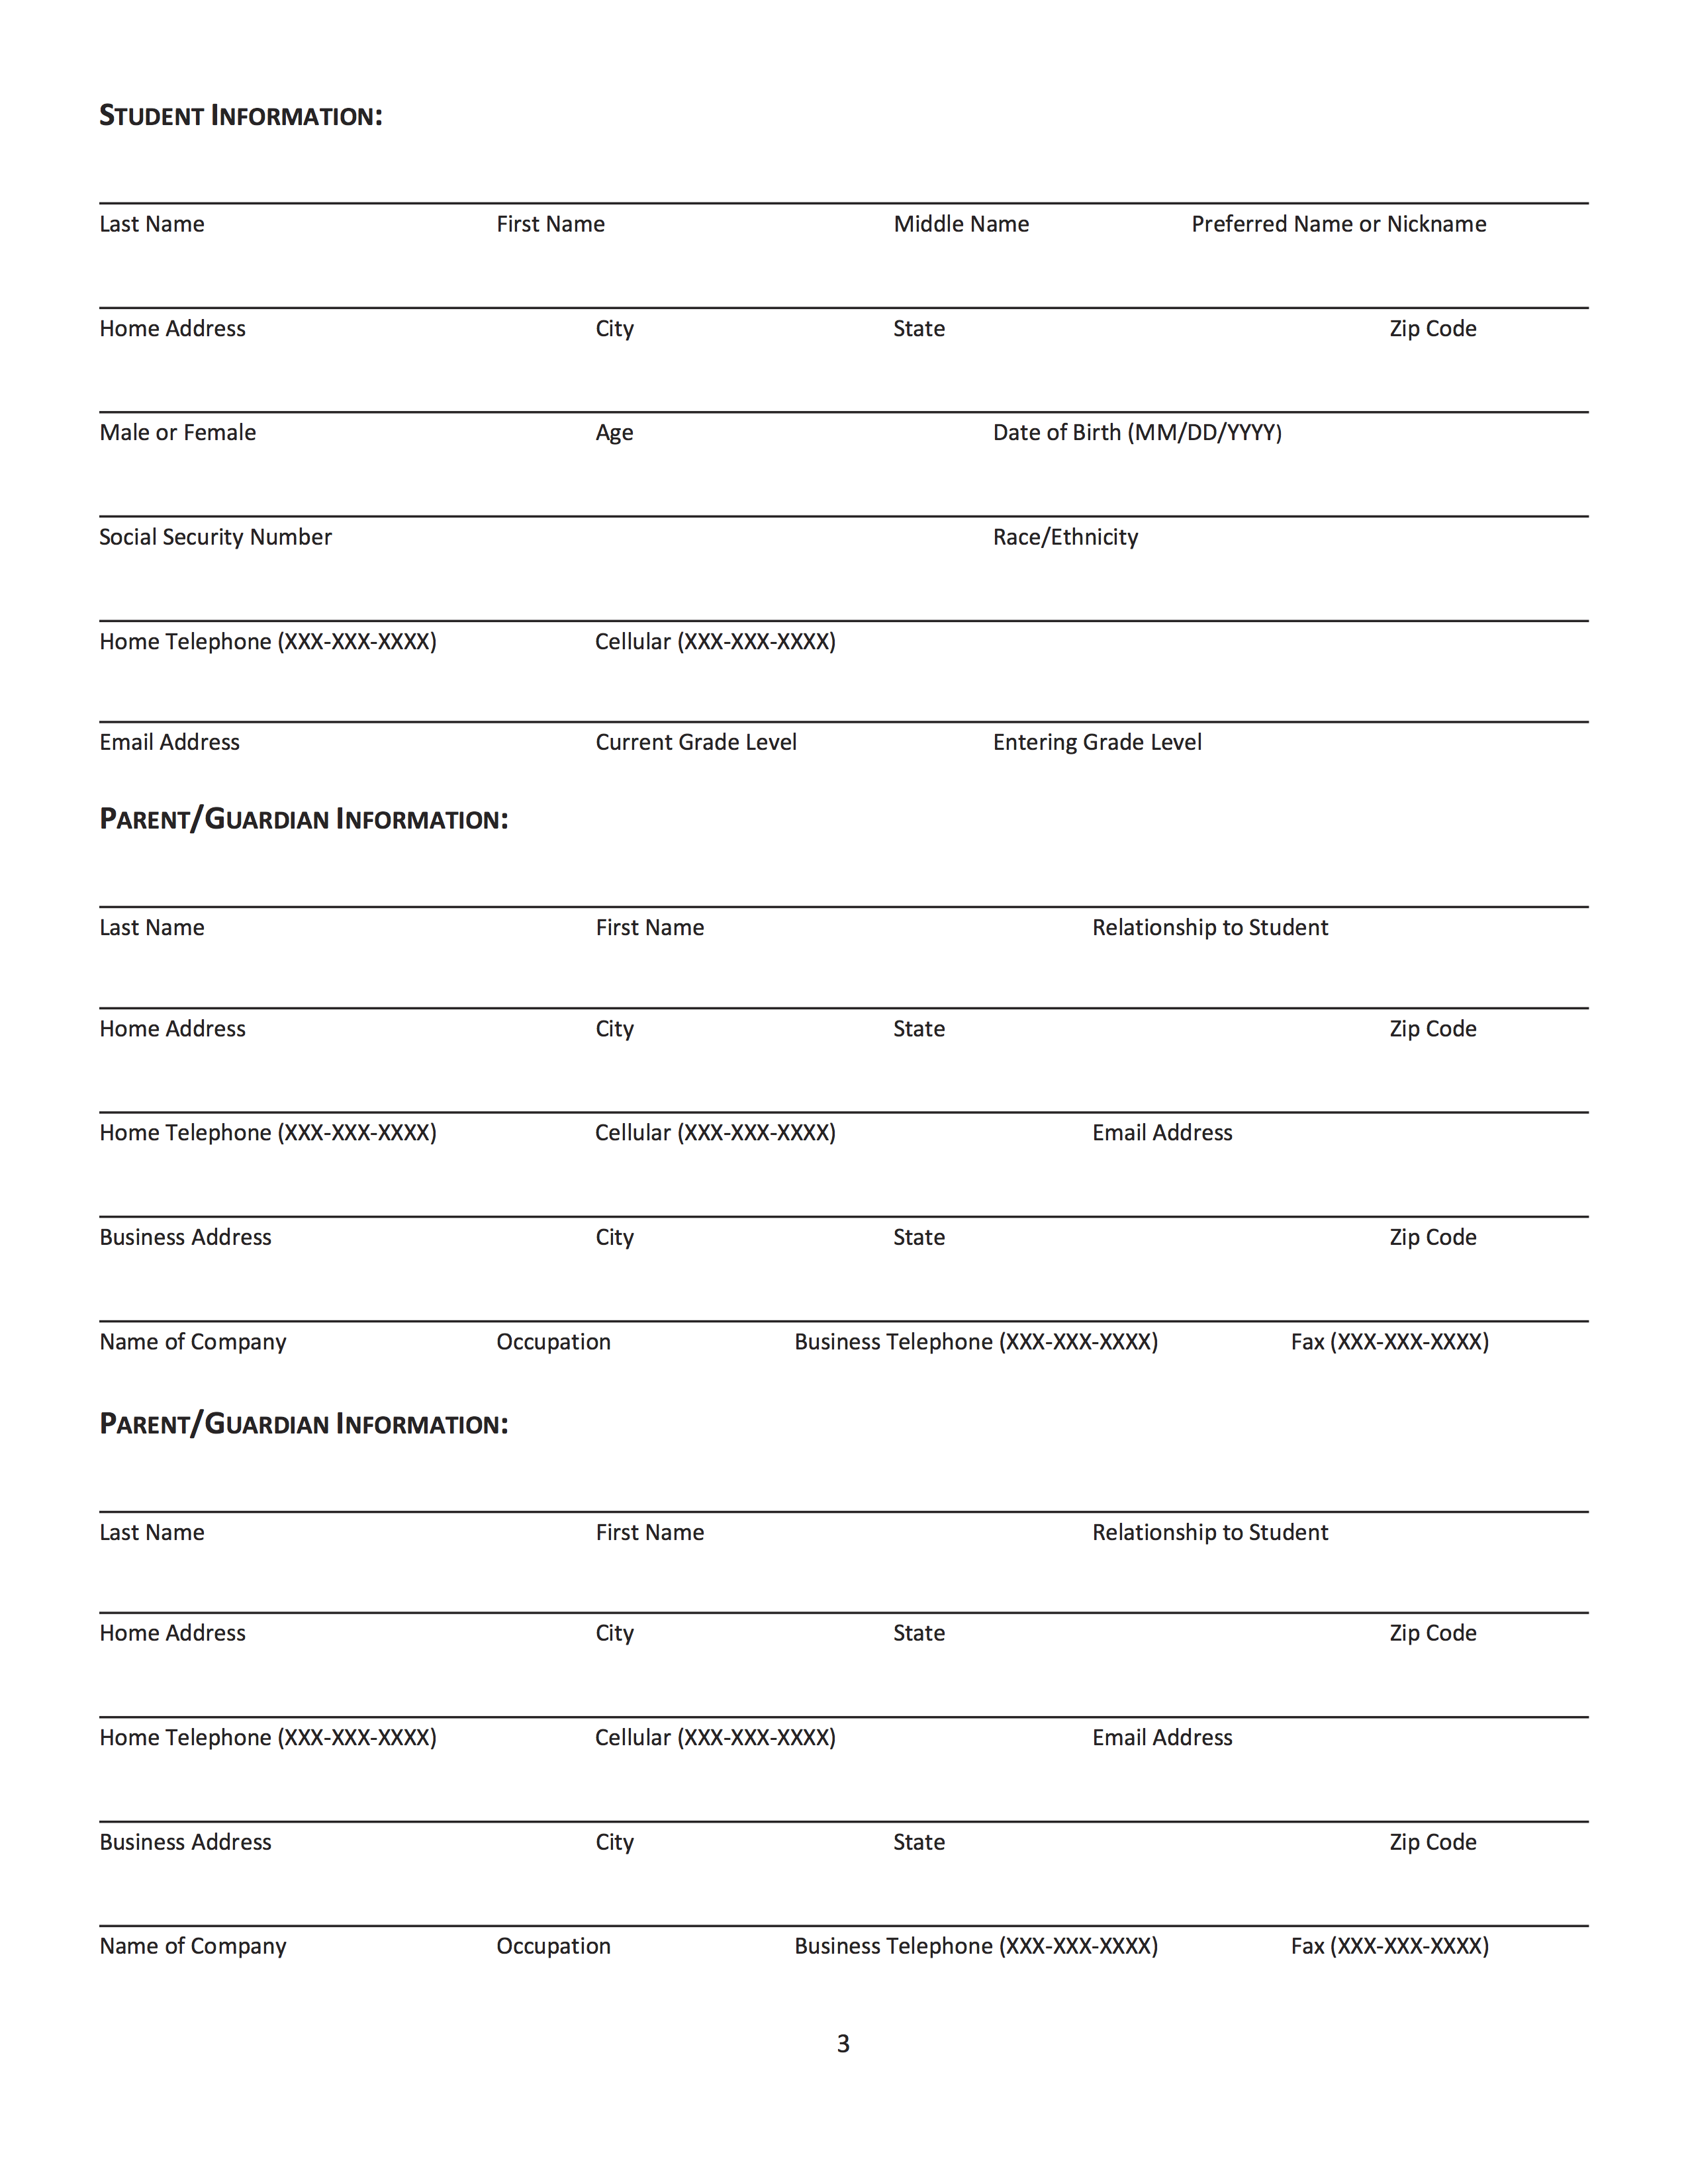 STUDENT INFORMATION:
Last Name First Name Middle Name Preferred Name or Nickname
Home Address City State Zip Code
Male or Female Age Date of Birth (MM/DD/YYYY)
Social Security Number Race/Ethnicity
Home Telephone (XXX-XXX-XXXX) Cellular (XXX-XXX-XXXX)
Email Address Current Grade Level Entering Grade Level
PARENT/GUARDIAN INFORMATION:
Last Name First Name Relationship to Student
Home Address City State Zip Code
Home Telephone (XXX-XXX-XXXX) Cellular (XXX-XXX-XXXX) Email Address
Business Address City State Zip Code
Name of Company Occupation Business Telephone (XXX-XXX-XXXX) Fax (XXX-XXX-XXXX)
PARENT/GUARDIAN INFORMATION:
Last Name First Name Relationship to Student
Home Address City State Zip Code
Home Telephone (XXX-XXX-XXXX) Cellular (XXX-XXX-XXXX) Email Address
Business Address City State Zip Code
Name of Company Occupation Business Telephone (XXX-XXX-XXXX) Fax (XXX-XXX-XXXX)
3